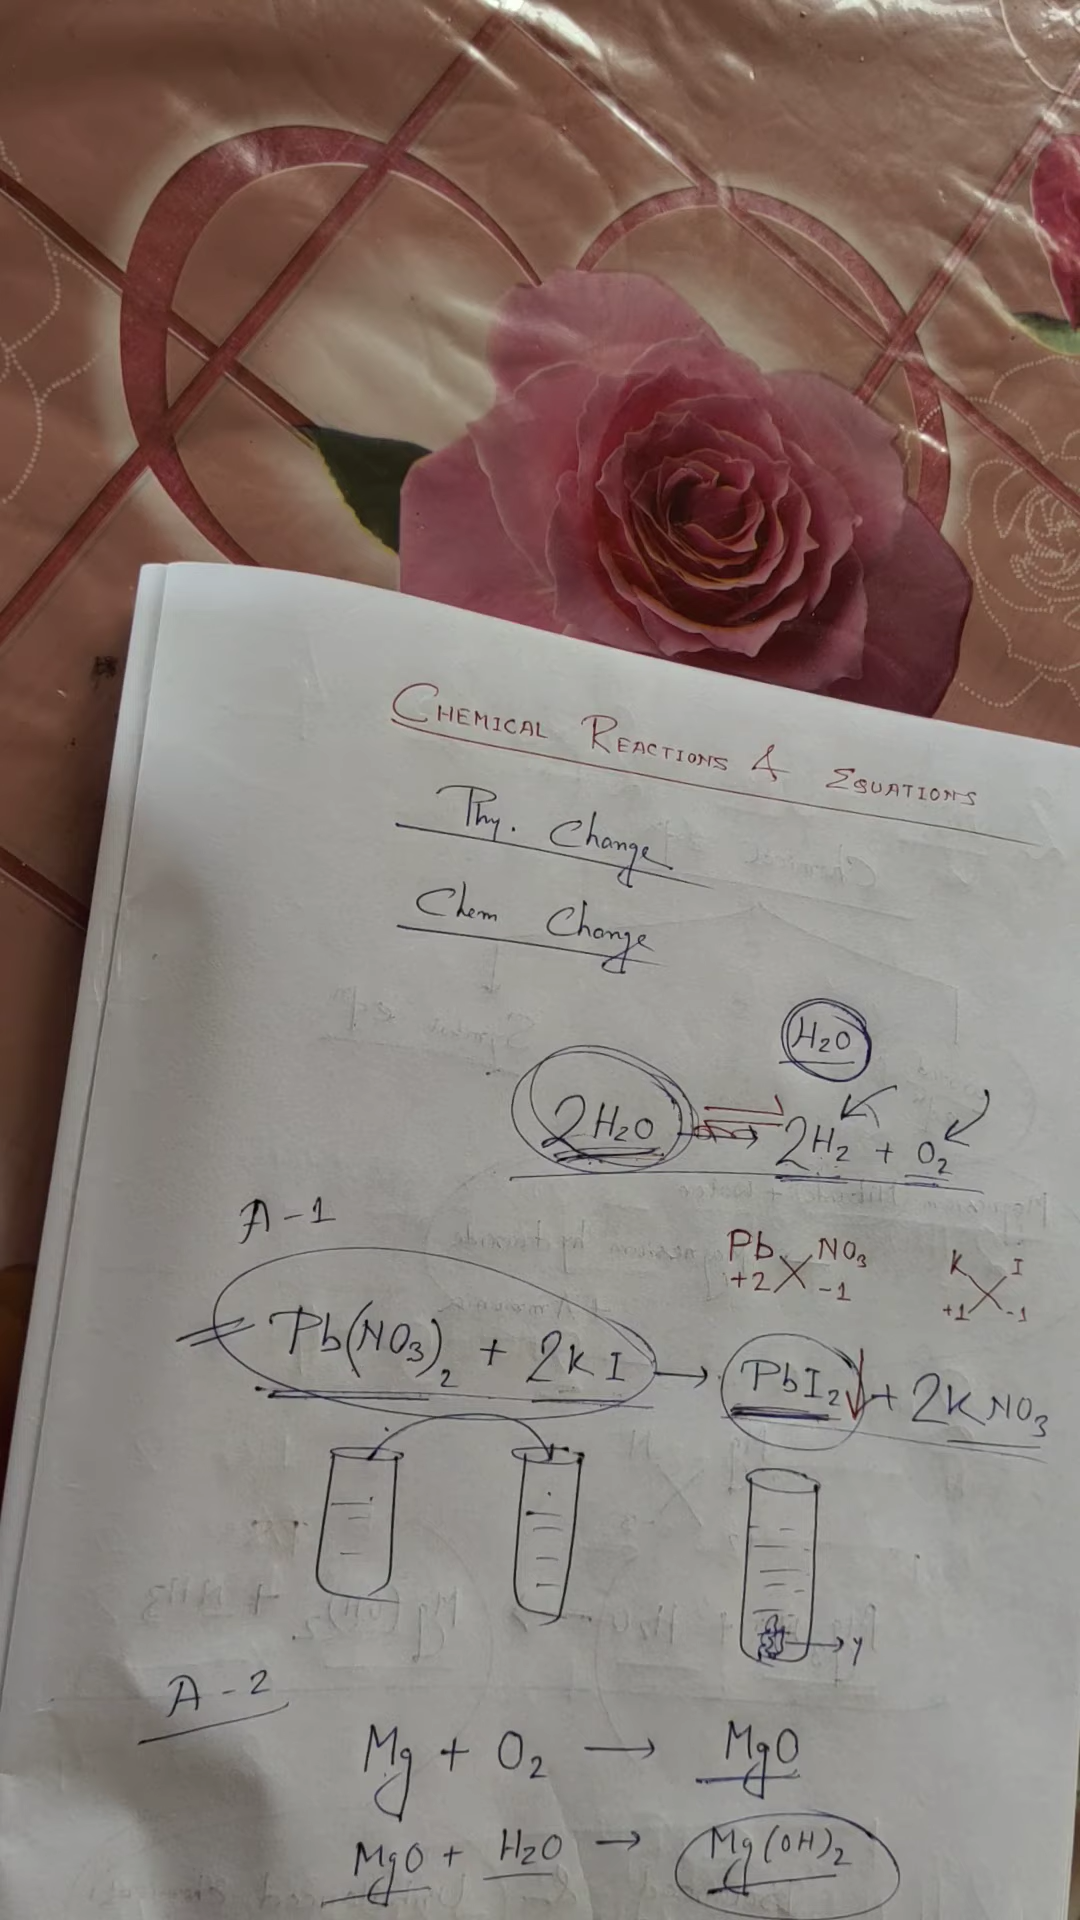 CHEMICAL REACTIONS & EQUATIONS
Phy. Change
Chem Change
H₂O
2H₂O ⟶ 2H₂ + O₂
A-1
Pb NO₃
+2 -1
K I
+1 -1
Pb(NO₃)₂ + 2KI → PbI₂↓ + 2KNO₃
→ y
A-2
Mg + O₂ → MgO
MgO + H₂O → Mg(OH)₂